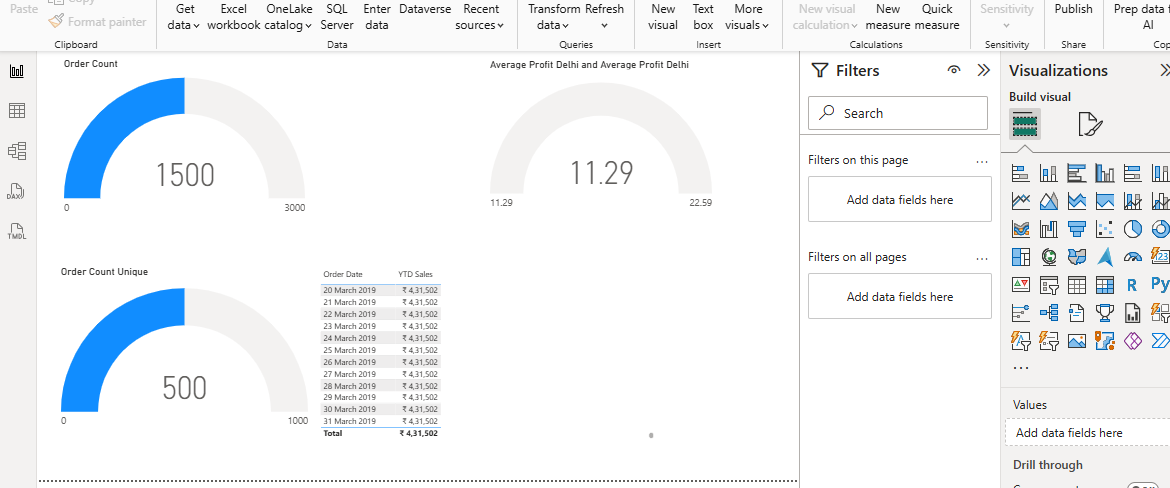 Paste
Copy
Format painter
Clipboard
Get data
Excel workbook
OneLake catalog
SQL Server
Enter data
Dataverse
Recent sources
Data
Transform data
Refresh
Queries
New visual
Text box
More visuals
Insert
New visual calculation
New measure
Quick measure
Calculations
Sensitivity
Sensitivity
Publish
Share
Prep data f
AI
Cop
DAX
TMDL
Order Count
1500
0
3000
Average Profit Delhi and Average Profit Delhi
11.29
11.29
22.59
Order Count Unique
500
0
1000
Order Date YTD Sales
20 March 2019 ₹ 4,31,502
21 March 2019 ₹ 4,31,502
22 March 2019 ₹ 4,31,502
23 March 2019 ₹ 4,31,502
24 March 2019 ₹ 4,31,502
25 March 2019 ₹ 4,31,502
26 March 2019 ₹ 4,31,502
27 March 2019 ₹ 4,31,502
28 March 2019 ₹ 4,31,502
29 March 2019 ₹ 4,31,502
30 March 2019 ₹ 4,31,502
31 March 2019 ₹ 4,31,502
Total ₹ 4,31,502
Filters
Search
Filters on this page
...
Add data fields here
Filters on all pages
...
Add data fields here
Visualizations
Build visual
123
R
Py
...
Values
Add data fields here
Drill through